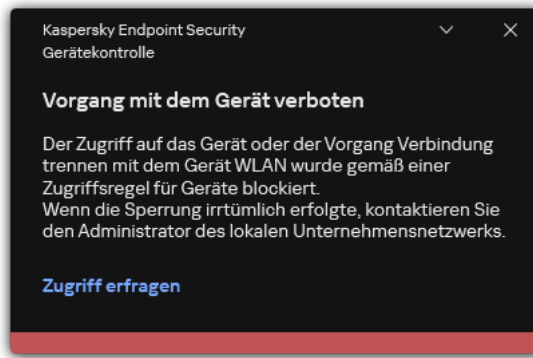 Kaspersky Endpoint Security
Gerätekontrolle
Vorgang mit dem Gerät verboten
Der Zugriff auf das Gerät oder der Vorgang Verbindung
trennen mit dem Gerät WLAN wurde gemäß einer
Zugriffsregel für Geräte blockiert.
Wenn die Sperrung irrtümlich erfolgte, kontaktieren Sie
den Administrator des lokalen Unternehmensnetzwerks.
Zugriff erfragen